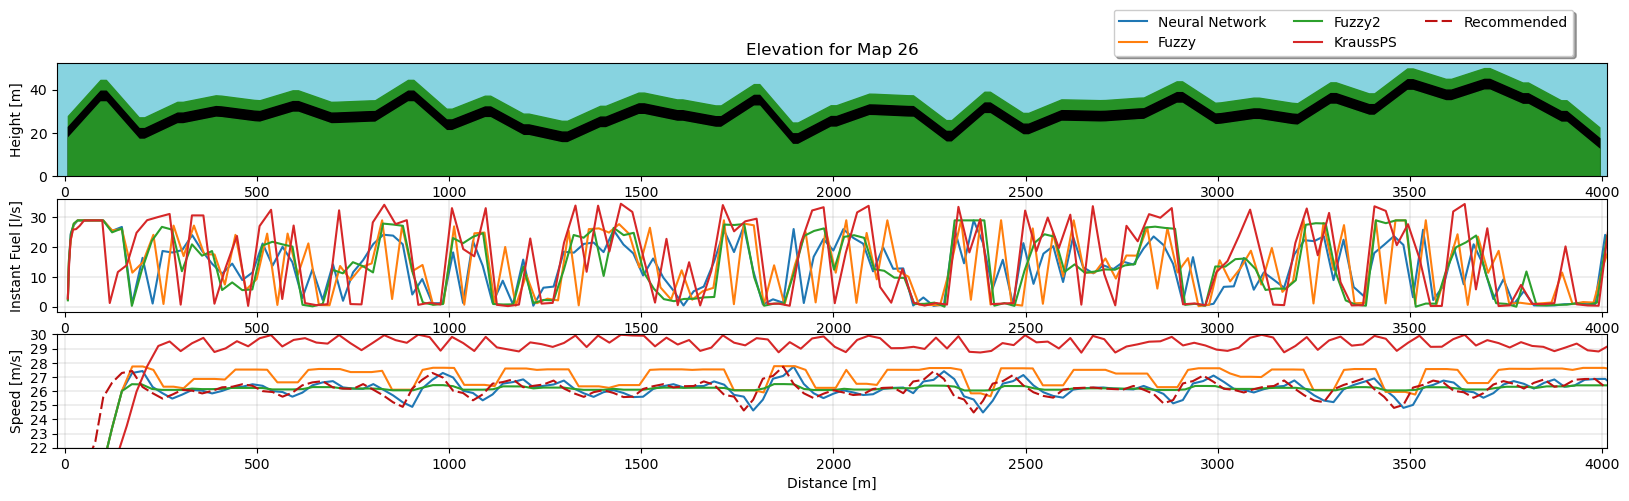 Neural Network
Fuzzy
Fuzzy2
KraussPS
Recommended
Elevation for Map 26
Height [m]
40
20
0
0 500 1000 1500 2000 2500 3000 3500 4000
Instant Fuel [l/s]
30
20
10
0
0 500 1000 1500 2000 2500 3000 3500 4000
Speed [m/s]
30
29
28
27
26
25
24
23
22
0 500 1000 1500 2000 2500 3000 3500 4000
Distance [m]